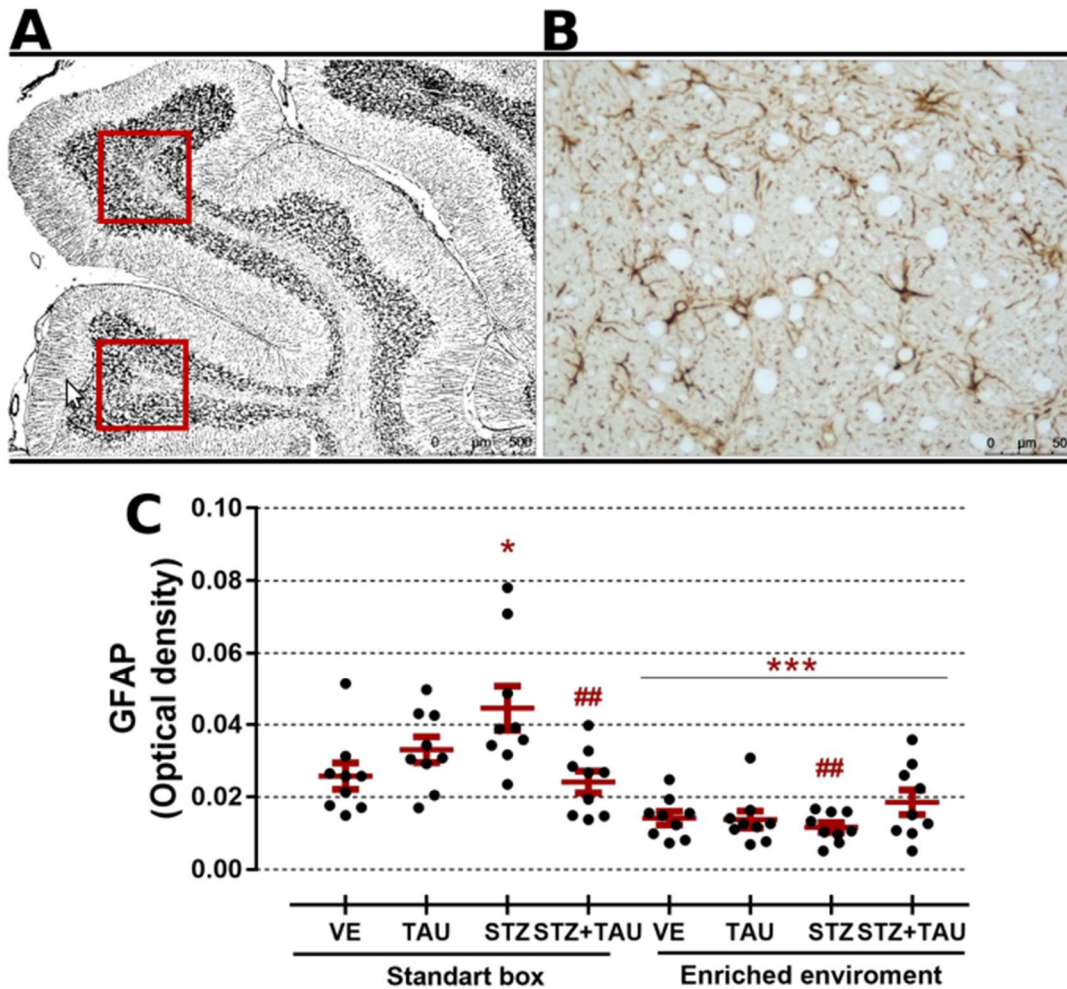 A B
0 µm 500
0 µm 50
C
GFAP
(Optical density)
0.10
0.08
0.06
0.04
0.02
0.00
*
##
***
##
VE TAU STZ STZ+TAU VE TAU STZ STZ+TAU
Standart box Enriched enviroment